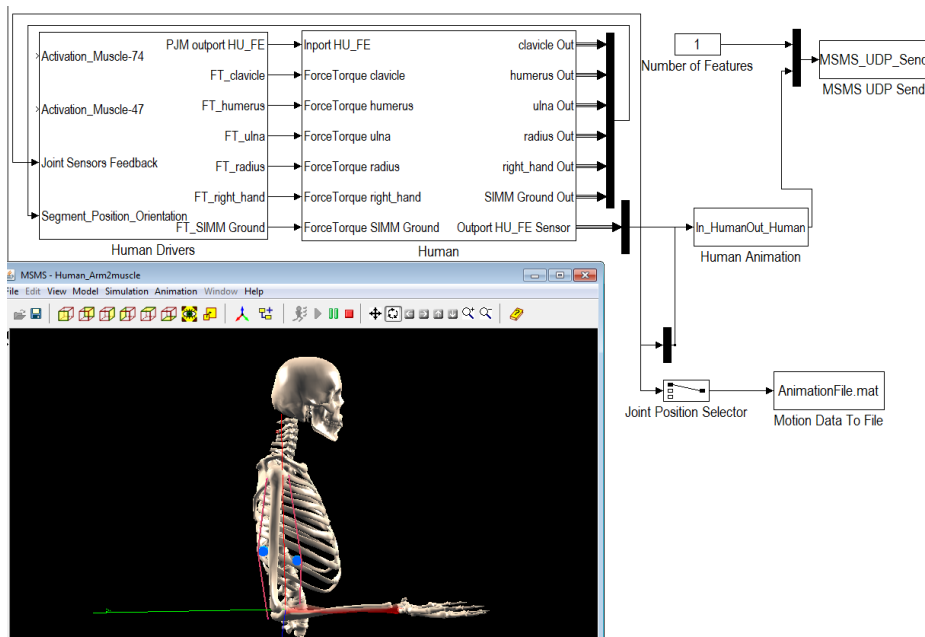 Activation_Muscle-74
Activation_Muscle-47
Joint Sensors Feedback
Segment_Position_Orientation
PJM outport HU_FE
FT_clavicle
FT_humerus
FT_ulna
FT_radius
FT_right_hand
FT_SIMM Ground
Human Drivers
Inport HU_FE
ForceTorque clavicle
ForceTorque humerus
ForceTorque ulna
ForceTorque radius
ForceTorque right_hand
ForceTorque SIMM Ground
clavicle Out
humerus Out
ulna Out
radius Out
right_hand Out
SIMM Ground Out
Outport HU_FE Sensor
Human
1
Number of Features
MSMS_UDP_Send
MSMS UDP Send
In_HumanOut_Human
Human Animation
Joint Position Selector
AnimationFile.mat
Motion Data To File
MSMS - Human_Arm2muscle
File Edit View Model Simulation Animation Window Help